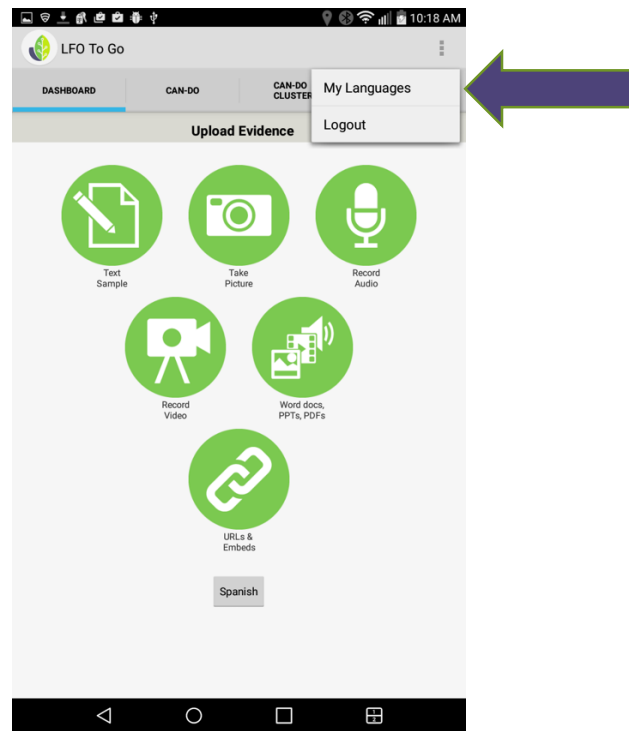 10:18 AM
LFO To Go
My Languages
Logout
DASHBOARD
CAN-DO
CAN-DO
CLUSTER
Upload Evidence
Text
Sample
Take
Picture
Record
Audio
Record
Video
Word docs,
PPTs, PDFs
URLs &
Embeds
Spanish